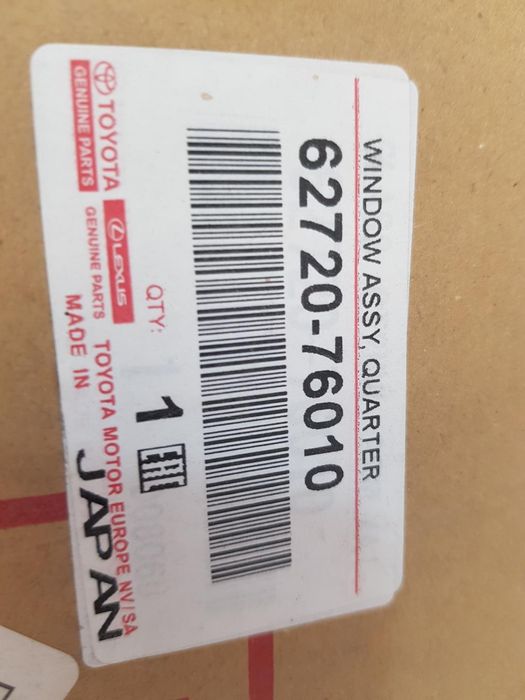 WINDOW ASSY, QUARTER
62720-76010
QTY: 1
TOYOTA
GENUINE PARTS
LEXUS
GENUINE PARTS
TOYOTA MOTOR EUROPE NV/SA
MADE IN
JAPAN